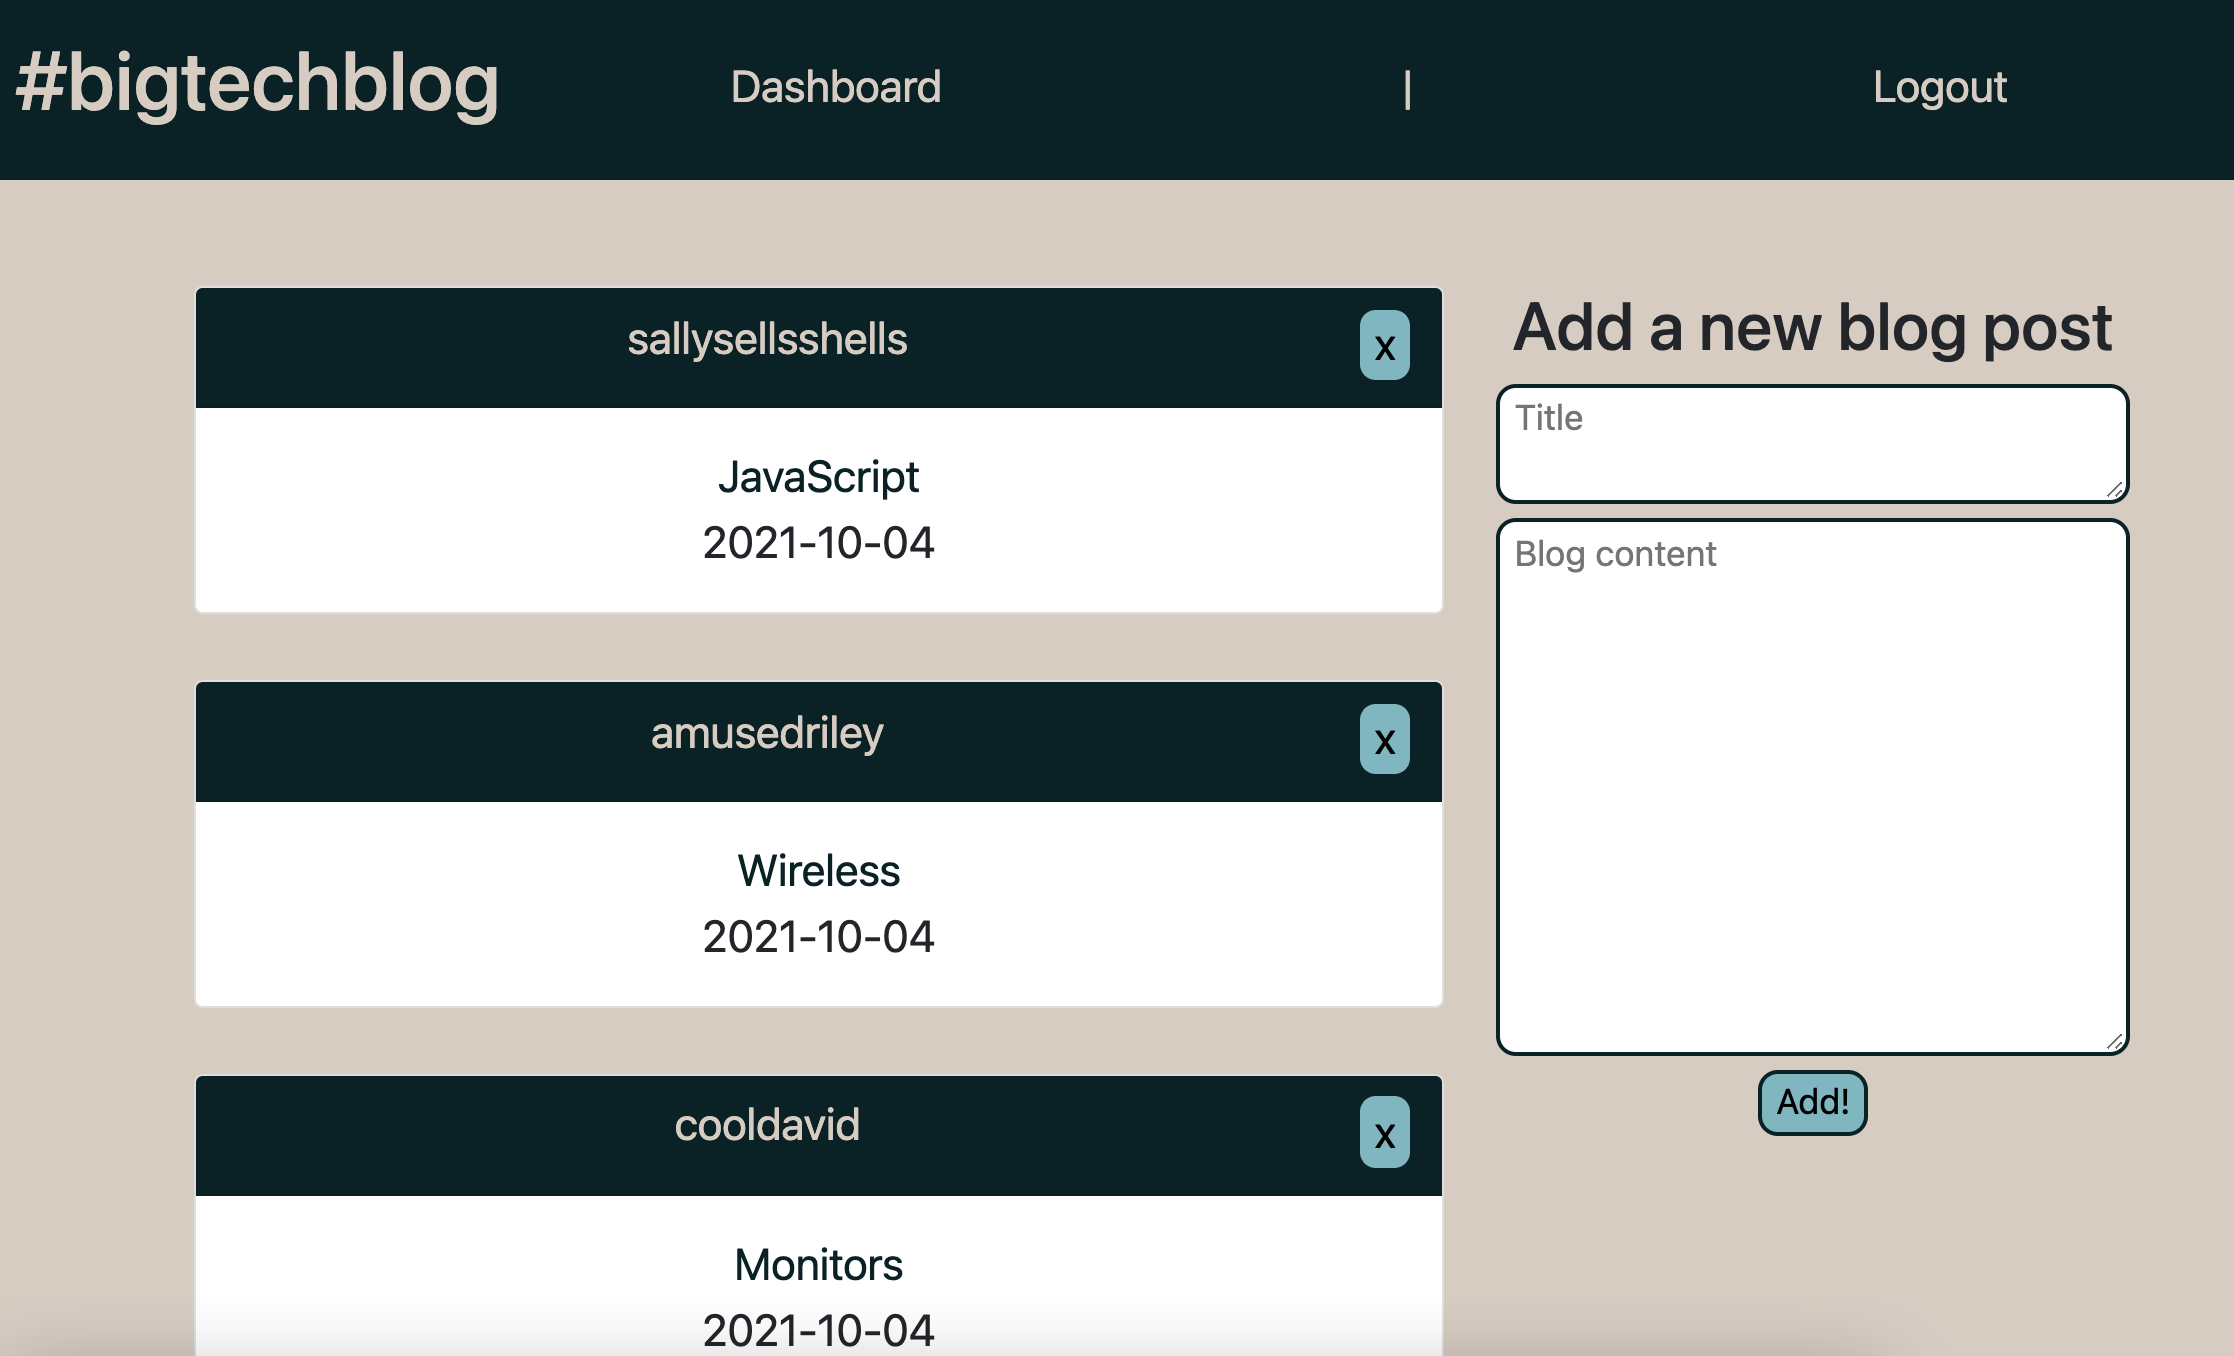 #bigtechblog Dashboard | Logout
sallysellsshells x
JavaScript
2021-10-04
amusedriley x
Wireless
2021-10-04
cooldavid x
Monitors
2021-10-04
Add a new blog post
Title
Blog content
Add!